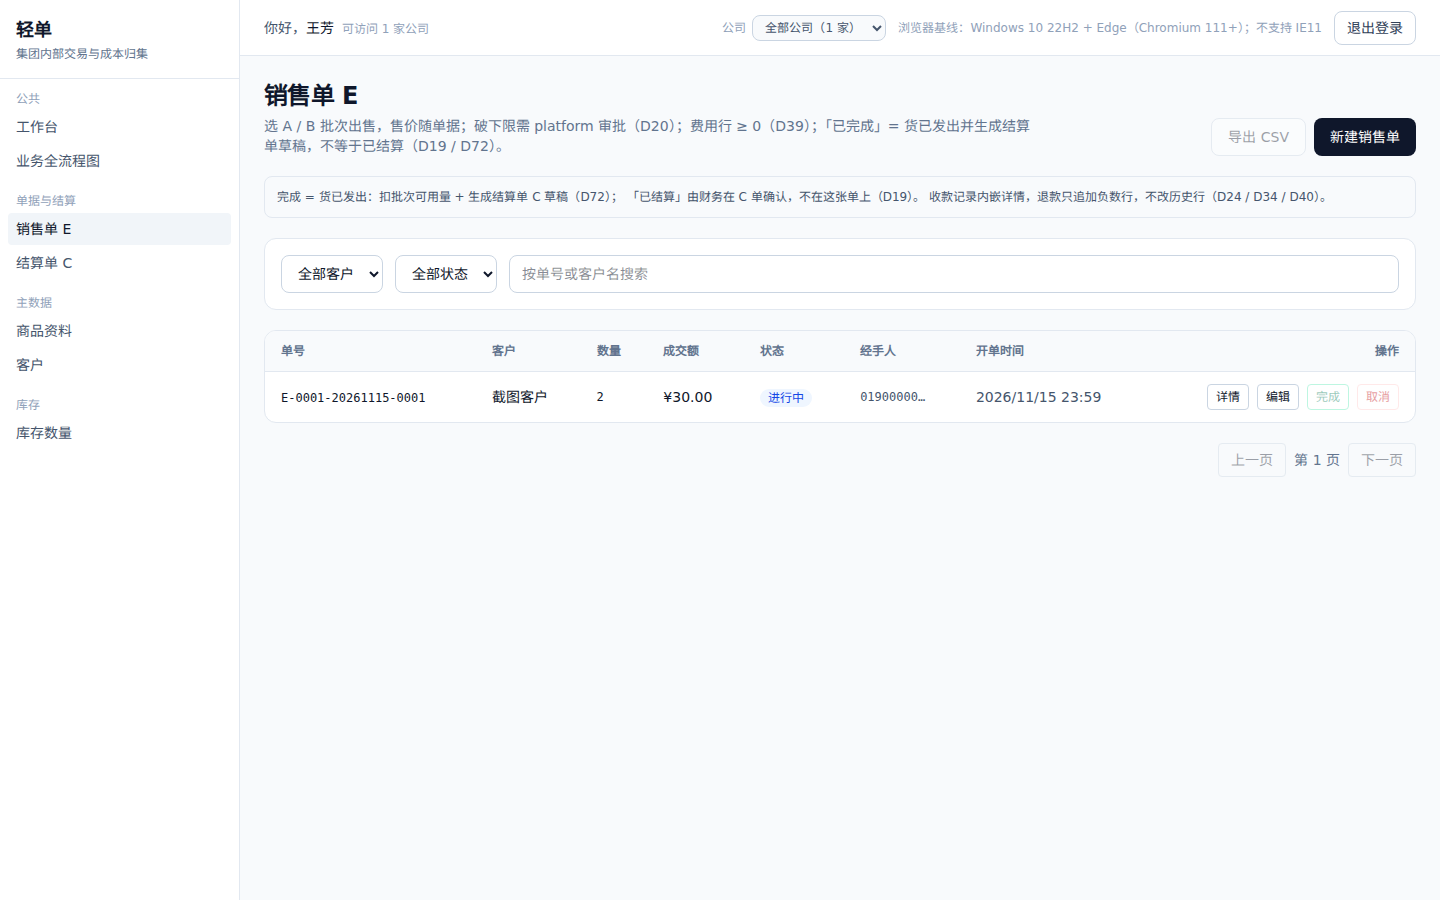 轻单
集团内部交易与成本归集
公共
工作台
业务全流程图
单据与结算
销售单 E
结算单 C
主数据
商品资料
客户
库存
库存数量
你好，王芳 可访问 1 家公司
公司 全部公司（1 家） 浏览器基线：Windows 10 22H2 + Edge（Chromium 111+）；不支持 IE11 退出登录
销售单 E
选 A / B 批次出售，售价随单据；破下限需 platform 审批（D20）；费用行 ≥ 0（D39）；「已完成」= 货已发出并生成结算
单草稿，不等于已结算（D19 / D72）。
导出 CSV 新建销售单
完成 = 货已发出：扣批次可用量 + 生成结算单 C 草稿（D72）； 「已结算」由财务在 C 单确认，不在这张单上（D19）。 收款记录内嵌详情，退款只追加负数行，不改历史行（D24 / D34 / D40）。
全部客户 全部状态 按单号或客户名搜索
单号 客户 数量 成交额 状态 经手人 开单时间 操作
E-0001-20261115-0001 截图客户 2 ¥30.00 进行中 01900000… 2026/11/15 23:59 详情 编辑 完成 取消
上一页 第 1 页 下一页